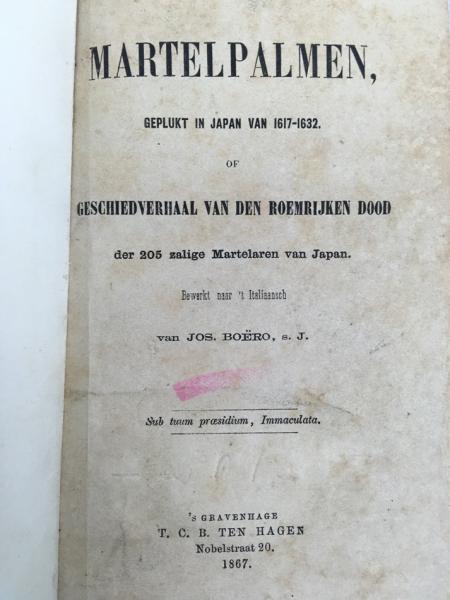 MARTELPALMEN,
GEPLUKT IN JAPAN VAN 1617-1632.
OF
GESCHIEDVERHAAL VAN DEN ROEMRIJKEN DOOD
der 205 zalige Martelaren van Japan.
Bewerkt naar 't Italiaansch
van JOS. BOËRO, s. J.
Sub tuum præsidium, Immaculata.
'S GRAVENHAGE
T. C. B. TEN HAGEN
Nobelstraat 20.
1867.